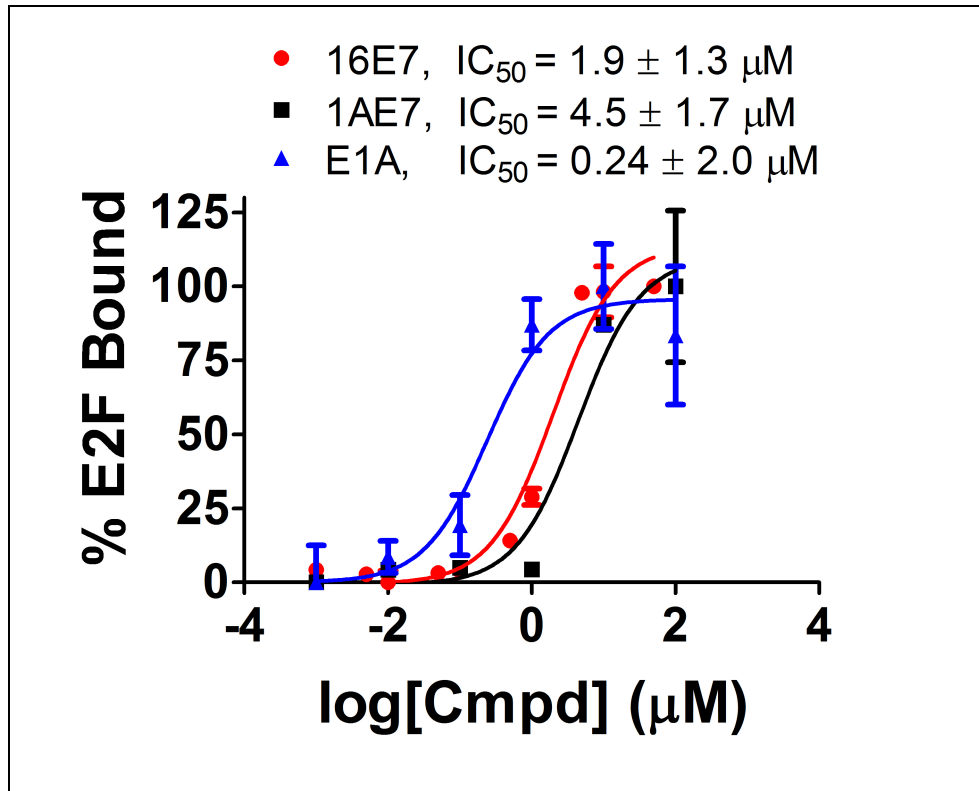 16E7, IC50 = 1.9 ± 1.3 μM
1AE7, IC50 = 4.5 ± 1.7 μM
E1A, IC50 = 0.24 ± 2.0 μM
% E2F Bound
125
100
75
50
25
0
-4 -2 0 2 4
log[Cmpd] (μM)